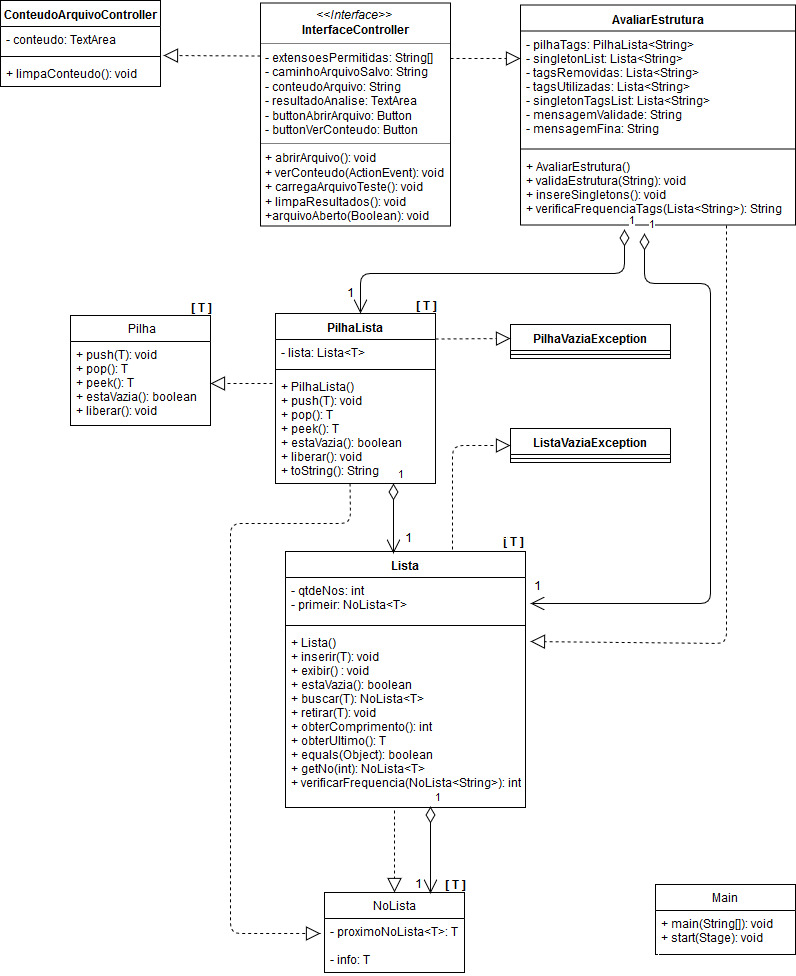 ConteudoArquivoController
- conteudo: TextArea
+ limpaConteudo(): void
<<Interface>>
InterfaceController
- extensoesPermitidas: String[]
- caminhoArquivoSalvo: String
- conteudoArquivo: String
- resultadoAnalise: TextArea
- buttonAbrirArquivo: Button
- buttonVerConteudo: Button
+ abrirArquivo(): void
+ verConteudo(ActionEvent): void
+ carregaArquivoTeste(): void
+ limpaResultados(): void
+arquivoAberto(Boolean): void
AvaliarEstrutura
- pilhaTags: PilhaLista<String>
- singletonList: Lista<String>
- tagsRemovidas: Lista<String>
- tagsUtilizadas: Lista<String>
- singletonTagsList: Lista<String>
- mensagemValidade: String
- mensagemFina: String
+ AvaliarEstrutura()
+ validaEstrutura(String): void
+ insereSingletons(): void
+ verificaFrequenciaTags(Lista<String>): String
1
1
1
[ T ]
Pilha
+ push(T): void
+ pop(): T
+ peek(): T
+ estaVazia(): boolean
+ liberar(): void
[ T ]
PilhaLista
- lista: Lista<T>
+ PilhaLista()
+ push(T): void
+ pop(): T
+ peek(): T
+ estaVazia(): boolean
+ liberar(): void
+ toString(): String
1
PilhaVaziaException
ListaVaziaException
1
[ T ]
Lista
- qtdeNos: int
- primeir: NoLista<T>
+ Lista()
+ inserir(T): void
+ exibir() : void
+ estaVazia(): boolean
+ buscar(T): NoLista<T>
+ retirar(T): void
+ obterComprimento(): int
+ obterUltimo(): T
+ equals(Object): boolean
+ getNo(int): NoLista<T>
+ verificarFrequencia(NoLista<String>): int
1
1
1
[ T ]
NoLista
- proximoNoLista<T>: T
- info: T
Main
+ main(String[]): void
+ start(Stage): void